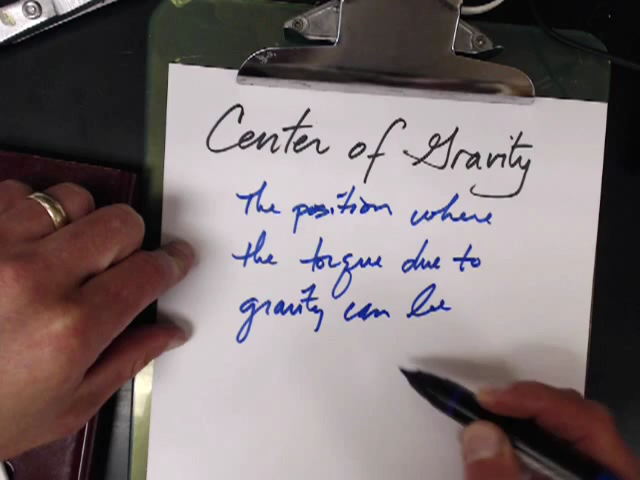 Center of Gravity
The position where
the torque due to
gravity can be